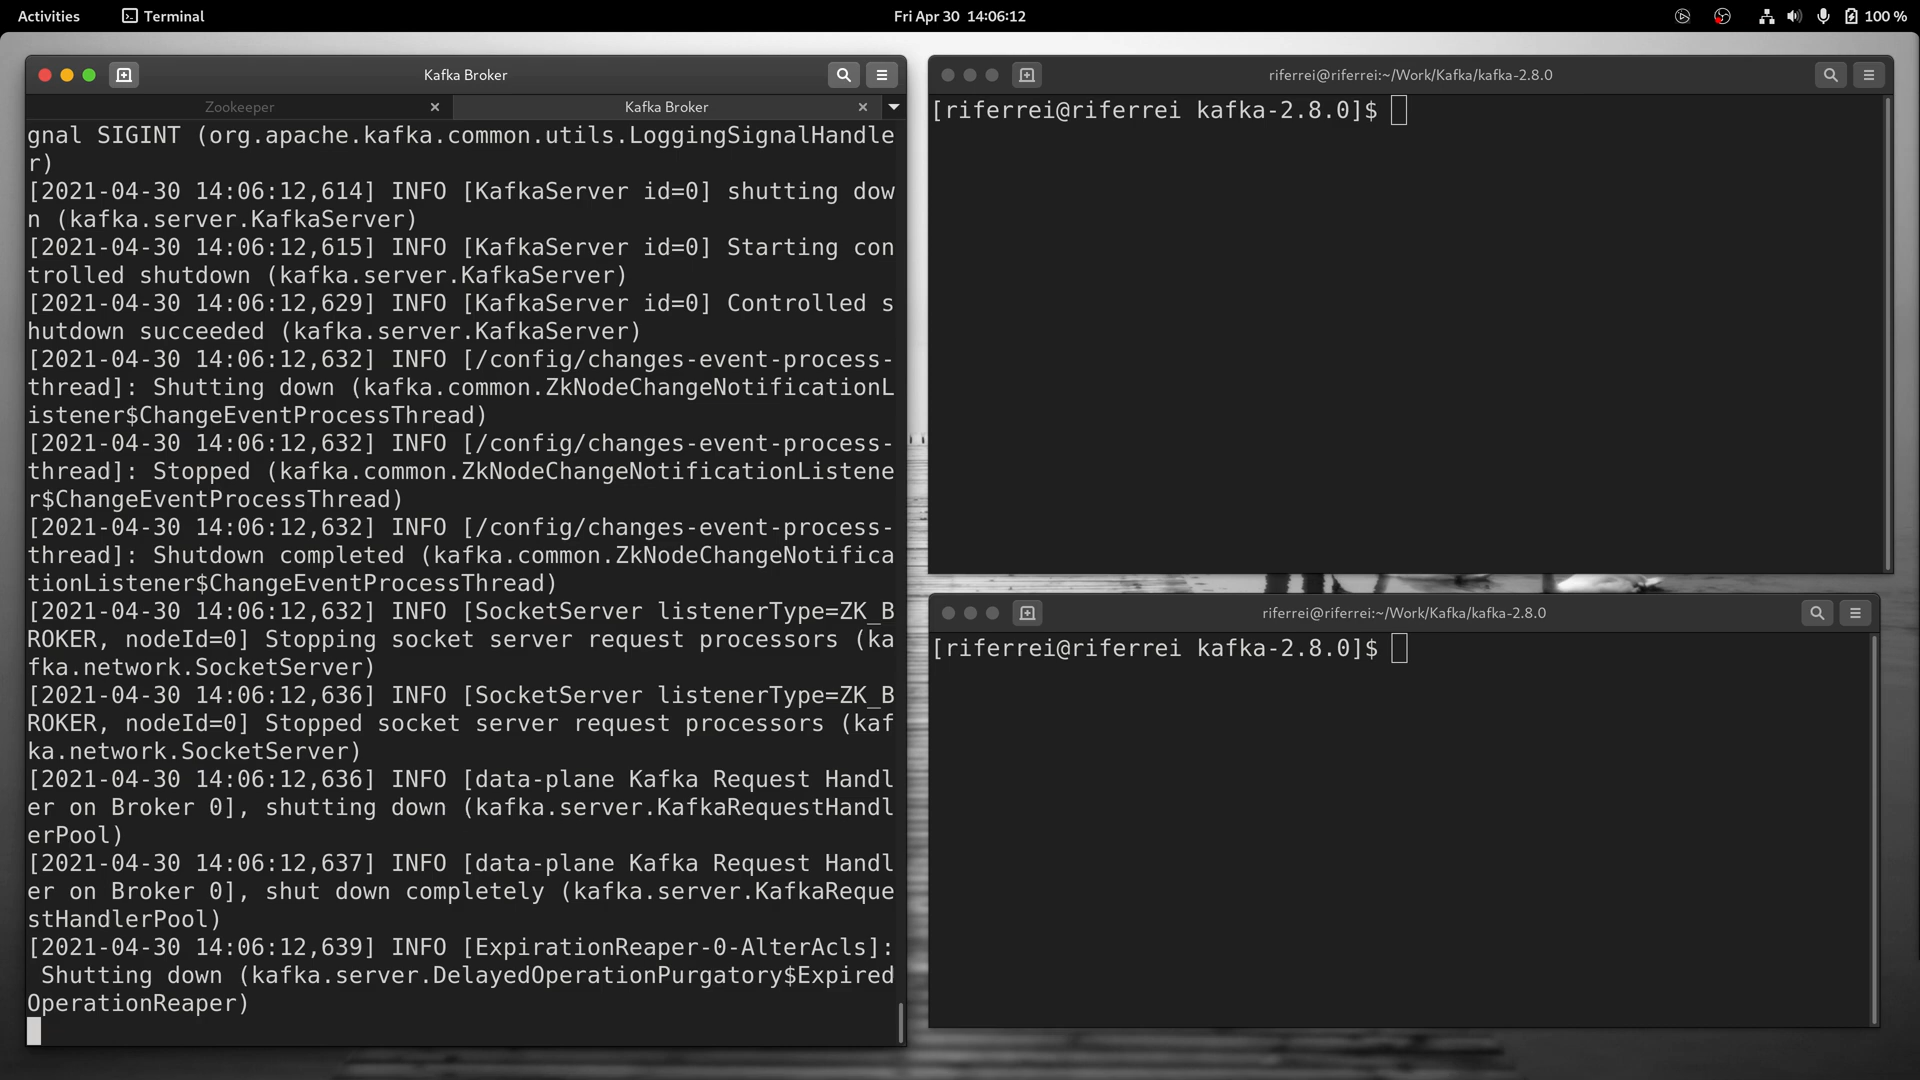 Activities
Terminal
Fri Apr 30  14:06:12
100 %
Kafka Broker
Zookeeper
Kafka Broker
gnal SIGINT (org.apache.kafka.common.utils.LoggingSignalHandle
r)
[2021-04-30 14:06:12,614] INFO [KafkaServer id=0] shutting dow
n (kafka.server.KafkaServer)
[2021-04-30 14:06:12,615] INFO [KafkaServer id=0] Starting con
trolled shutdown (kafka.server.KafkaServer)
[2021-04-30 14:06:12,629] INFO [KafkaServer id=0] Controlled s
hutdown succeeded (kafka.server.KafkaServer)
[2021-04-30 14:06:12,632] INFO [/config/changes-event-process-
thread]: Shutting down (kafka.common.ZkNodeChangeNotificationL
istener$ChangeEventProcessThread)
[2021-04-30 14:06:12,632] INFO [/config/changes-event-process-
thread]: Stopped (kafka.common.ZkNodeChangeNotificationListene
r$ChangeEventProcessThread)
[2021-04-30 14:06:12,632] INFO [/config/changes-event-process-
thread]: Shutdown completed (kafka.common.ZkNodeChangeNotifica
tionListener$ChangeEventProcessThread)
[2021-04-30 14:06:12,632] INFO [SocketServer listenerType=ZK_B
ROKER, nodeId=0] Stopping socket server request processors (ka
fka.network.SocketServer)
[2021-04-30 14:06:12,636] INFO [SocketServer listenerType=ZK_B
ROKER, nodeId=0] Stopped socket server request processors (kaf
ka.network.SocketServer)
[2021-04-30 14:06:12,636] INFO [data-plane Kafka Request Handl
er on Broker 0], shutting down (kafka.server.KafkaRequestHandl
erPool)
[2021-04-30 14:06:12,637] INFO [data-plane Kafka Request Handl
er on Broker 0], shut down completely (kafka.server.KafkaReque
stHandlerPool)
[2021-04-30 14:06:12,639] INFO [ExpirationReaper-0-AlterAcls]:
 Shutting down (kafka.server.DelayedOperationPurgatory$Expired
OperationReaper)
riferrei@riferrei:~/Work/Kafka/kafka-2.8.0
[riferrei@riferrei kafka-2.8.0]$
riferrei@riferrei:~/Work/Kafka/kafka-2.8.0
[riferrei@riferrei kafka-2.8.0]$